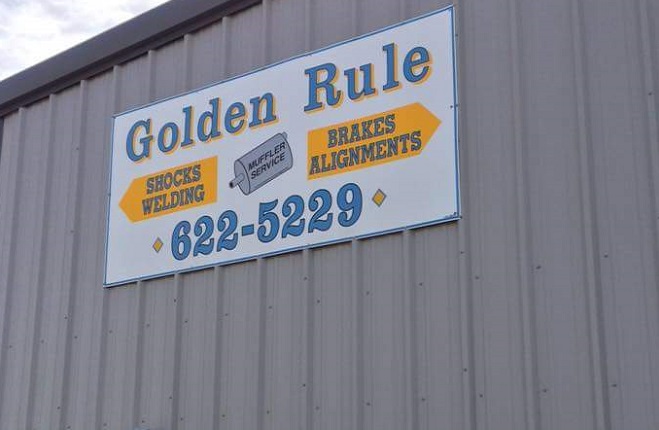 Golden Rule
SHOCKS
WELDING
MUFFLER
SERVICE
BRAKES
ALIGNMENTS
622-5229